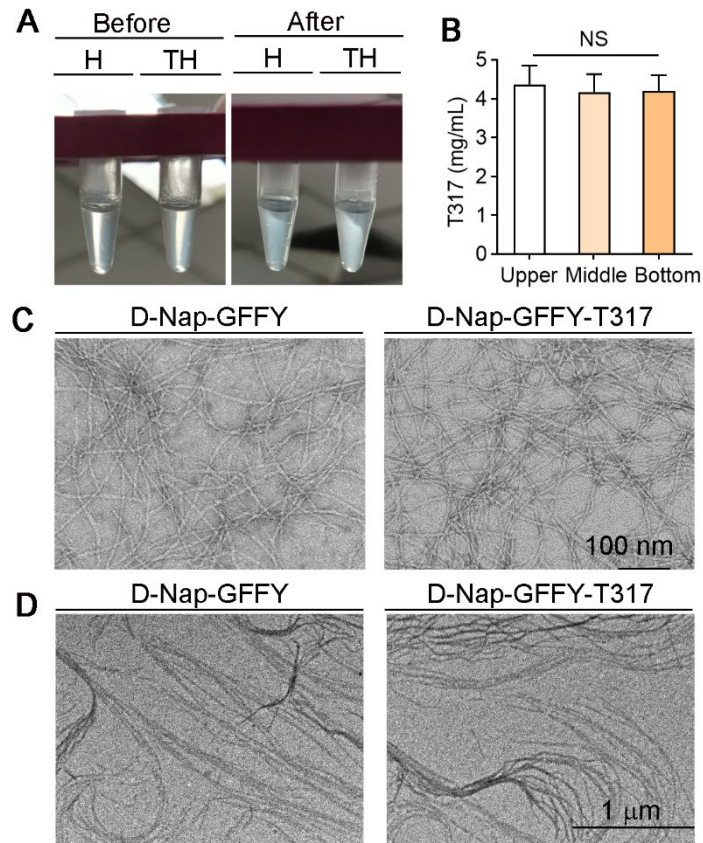 A
Before
After
H TH
H TH
B
NS
T317 (mg/mL)
5
4
3
2
1
0
Upper Middle Bottom
C
D-Nap-GFFY
D-Nap-GFFY-T317
100 nm
D
D-Nap-GFFY
D-Nap-GFFY-T317
1 μm